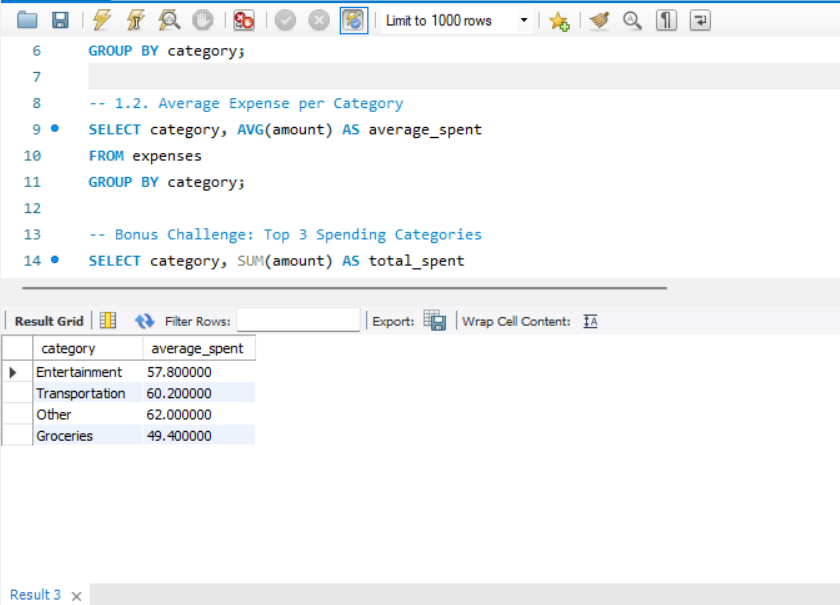 Limit to 1000 rows
6 GROUP BY category;
7
8 -- 1.2. Average Expense per Category
9 SELECT category, AVG(amount) AS average_spent
10 FROM expenses
11 GROUP BY category;
12
13 -- Bonus Challenge: Top 3 Spending Categories
14 SELECT category, SUM(amount) AS total_spent
Result Grid Filter Rows: Export: Wrap Cell Content: IA
category average_spent
Entertainment 57.800000
Transportation 60.200000
Other 62.000000
Groceries 49.400000
Result 3 ×